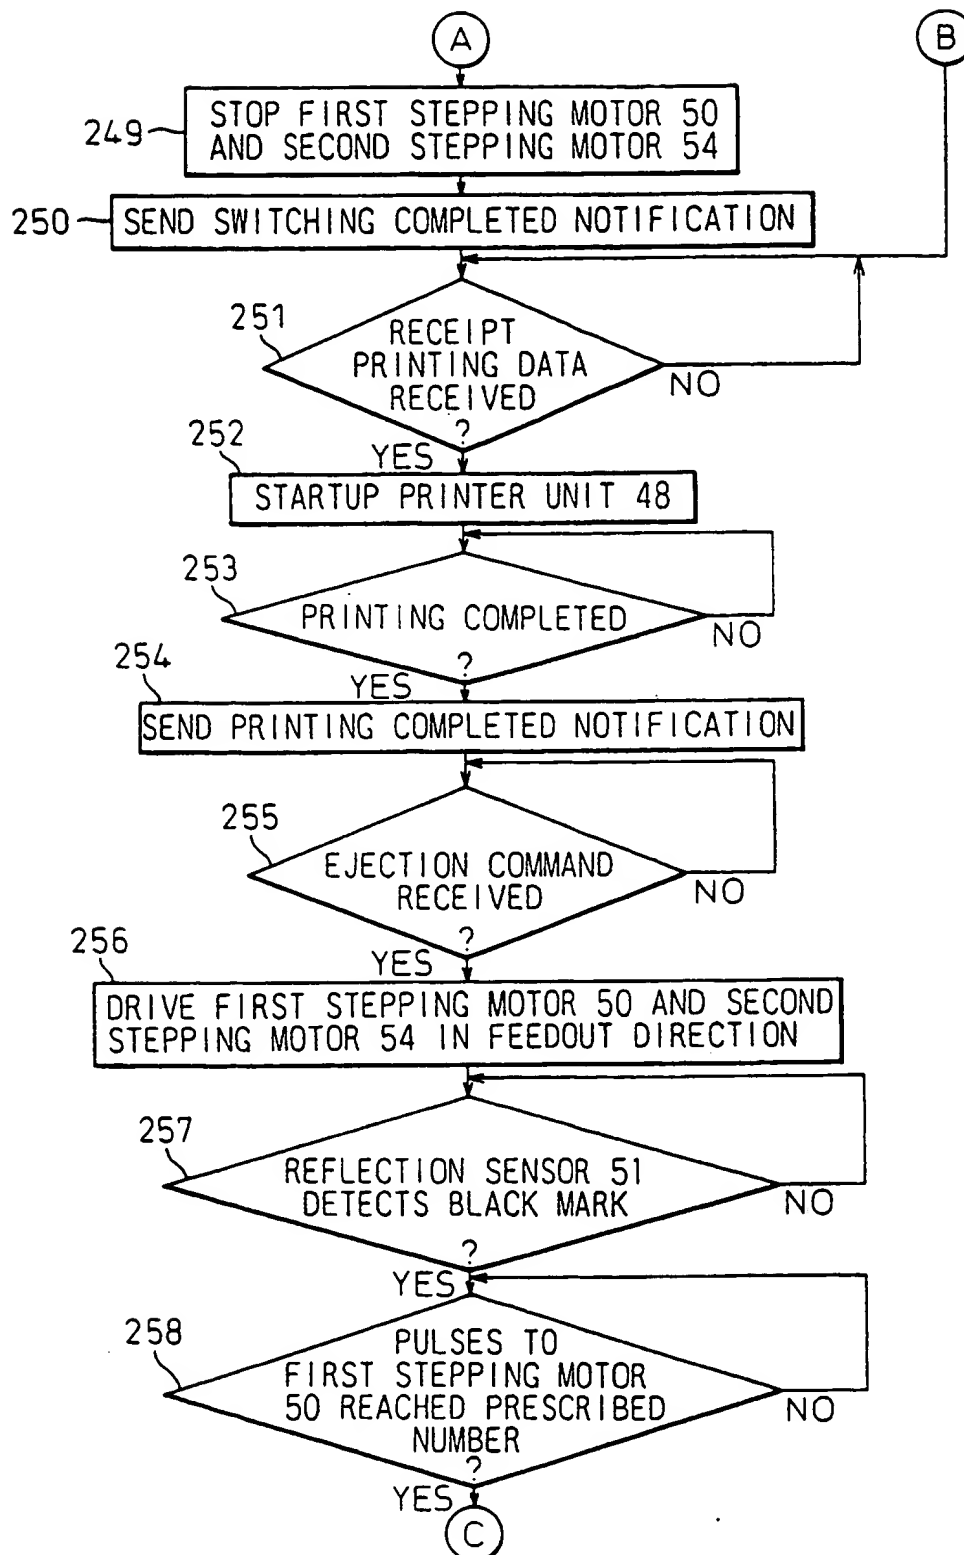 A
B
249
STOP FIRST STEPPING MOTOR 50
AND SECOND STEPPING MOTOR 54
250
SEND SWITCHING COMPLETED NOTIFICATION
251
RECEIPT
PRINTING DATA
RECEIVED
?
NO
YES
252
STARTUP PRINTER UNIT 48
253
PRINTING COMPLETED
?
NO
YES
254
SEND PRINTING COMPLETED NOTIFICATION
255
EJECTION COMMAND
RECEIVED
?
NO
YES
256
DRIVE FIRST STEPPING MOTOR 50 AND SECOND
STEPPING MOTOR 54 IN FEEDOUT DIRECTION
257
REFLECTION SENSOR 51
DETECTS BLACK MARK
?
NO
YES
258
PULSES TO
FIRST STEPPING MOTOR
50 REACHED PRESCRIBED
NUMBER
?
NO
YES
C